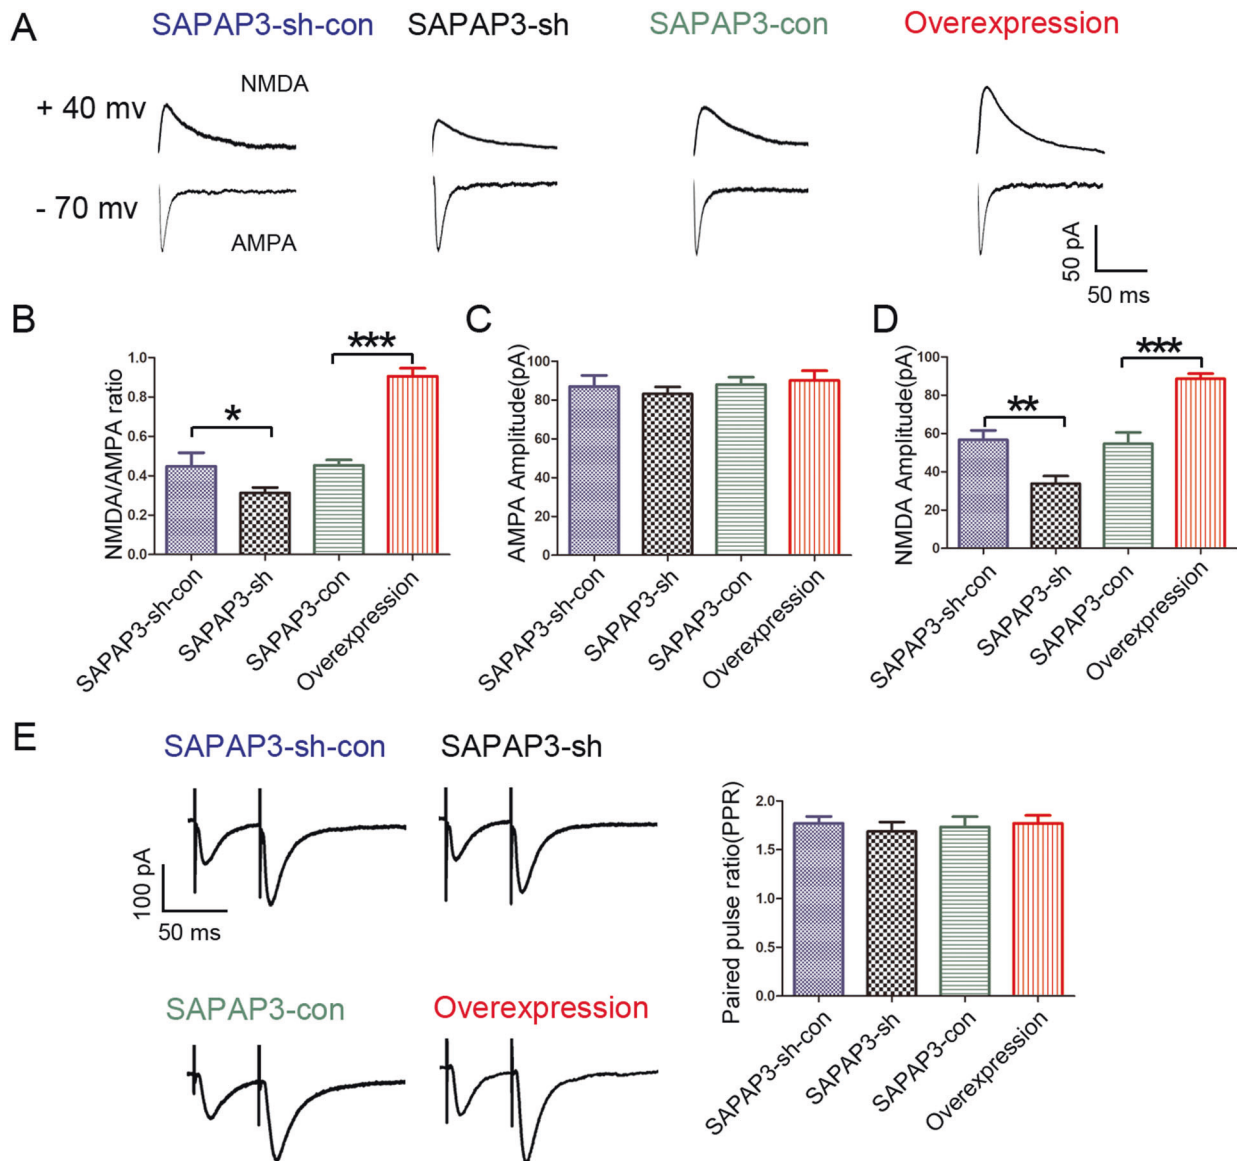 A
SAPAP3-sh-con SAPAP3-sh SAPAP3-con Overexpression
NMDA
+ 40 mv
- 70 mv
AMPA
50 pA
50 ms
B
NMDA/AMPA ratio
1.0
0.8
0.6
0.4
0.2
0.0
*
***
SAPAP3-sh-con
SAPAP3-sh
SAPAP3-con
Overexpression
C
AMPA Amplitude(pA)
100
80
60
40
20
0
SAPAP3-sh-con
SAPAP3-sh
SAPAP3-con
Overexpression
D
NMDA Amplitude(pA)
100
80
60
40
20
0
**
***
SAPAP3-sh-con
SAPAP3-sh
SAPAP3-con
Overexpression
E
SAPAP3-sh-con SAPAP3-sh
100 pA
50 ms
SAPAP3-con Overexpression
Paired pulse ratio(PPR)
2.0
1.5
1.0
0.5
0.0
SAPAP3-sh-con
SAPAP3-sh
SAPAP3-con
Overexpression